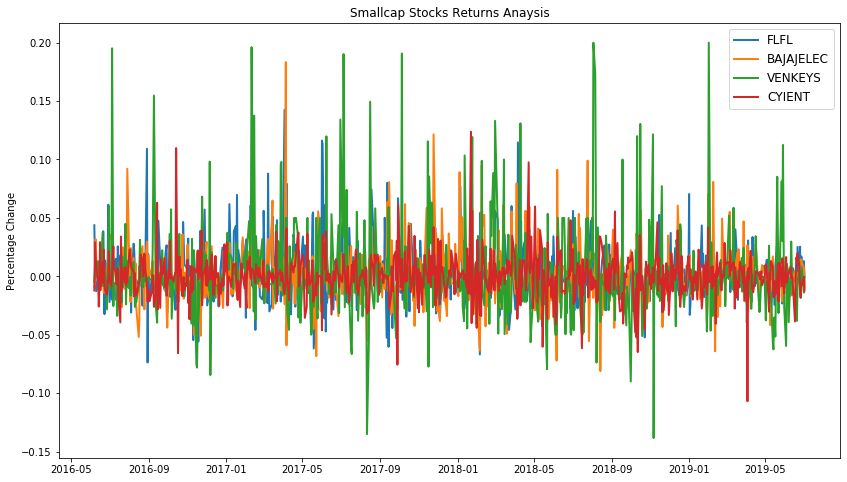 Smallcap Stocks Returns Anaysis
FLFL
BAJAJELEC
VENKEYS
CYIENT
Percentage Change
0.20
0.15
0.10
0.05
0.00
−0.05
−0.10
−0.15
2016-05 2016-09 2017-01 2017-05 2017-09 2018-01 2018-05 2018-09 2019-01 2019-05